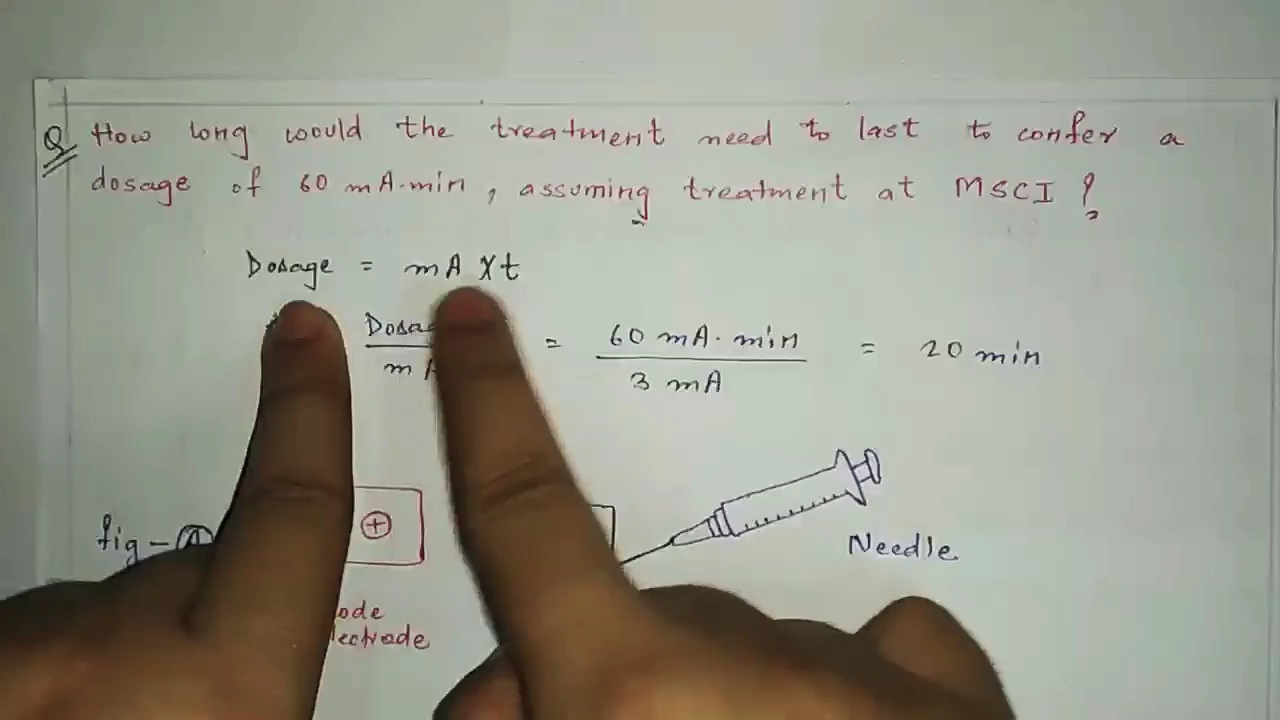 Q How long would the treatment need to last to confer a
dosage of 60 mA.min, assuming treatment at MSCI ?
Dosage = mA X t
= 60 mA. min = 20 min
3 mA
+
fig -
Needle